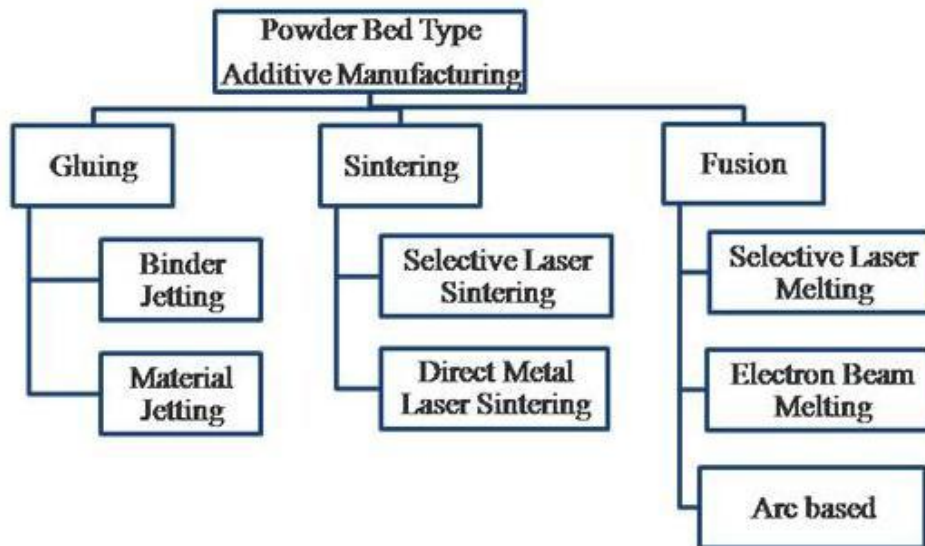 Powder Bed Type
Additive Manufacturing
Gluing
Binder
Jetting
Material
Jetting
Sintering
Selective Laser
Sintering
Direct Metal
Laser Sintering
Fusion
Selective Laser
Melting
Electron Beam
Melting
Arc based